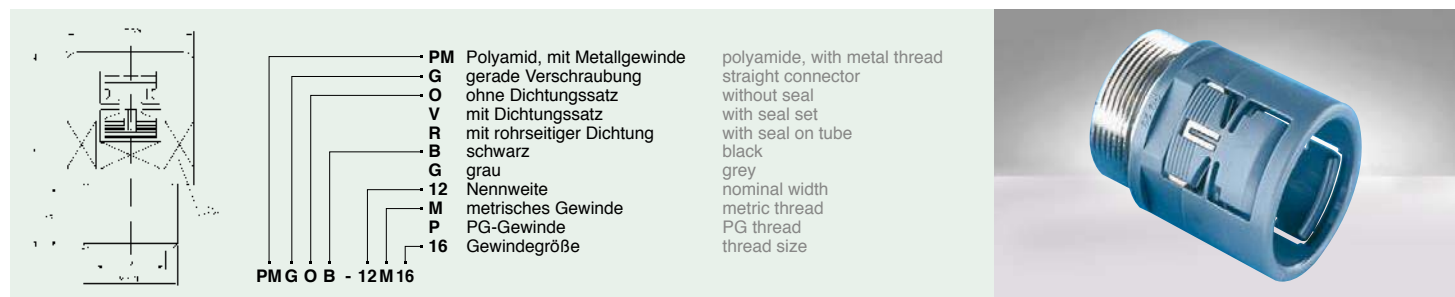 PM Polyamid, mit Metallgewinde polyamide, with metal thread
G gerade Verschraubung straight connector
O ohne Dichtungssatz without seal
V mit Dichtungssatz with seal set
R mit rohrseitiger Dichtung with seal on tube
B schwarz black
G grau grey
12 Nennweite nominal width
M metrisches Gewinde metric thread
P PG-Gewinde PG thread
16 Gewindegröße thread size
PM G O B - 12 M 16